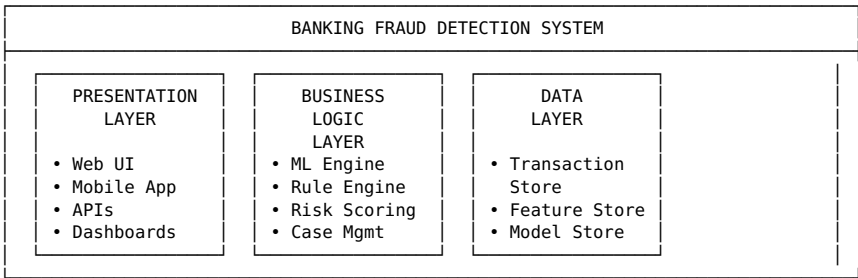 BANKING FRAUD DETECTION SYSTEM
PRESENTATION
LAYER
• Web UI
• Mobile App
• APIs
• Dashboards
BUSINESS
LOGIC
LAYER
• ML Engine
• Rule Engine
• Risk Scoring
• Case Mgmt
DATA
LAYER
• Transaction
Store
• Feature Store
• Model Store